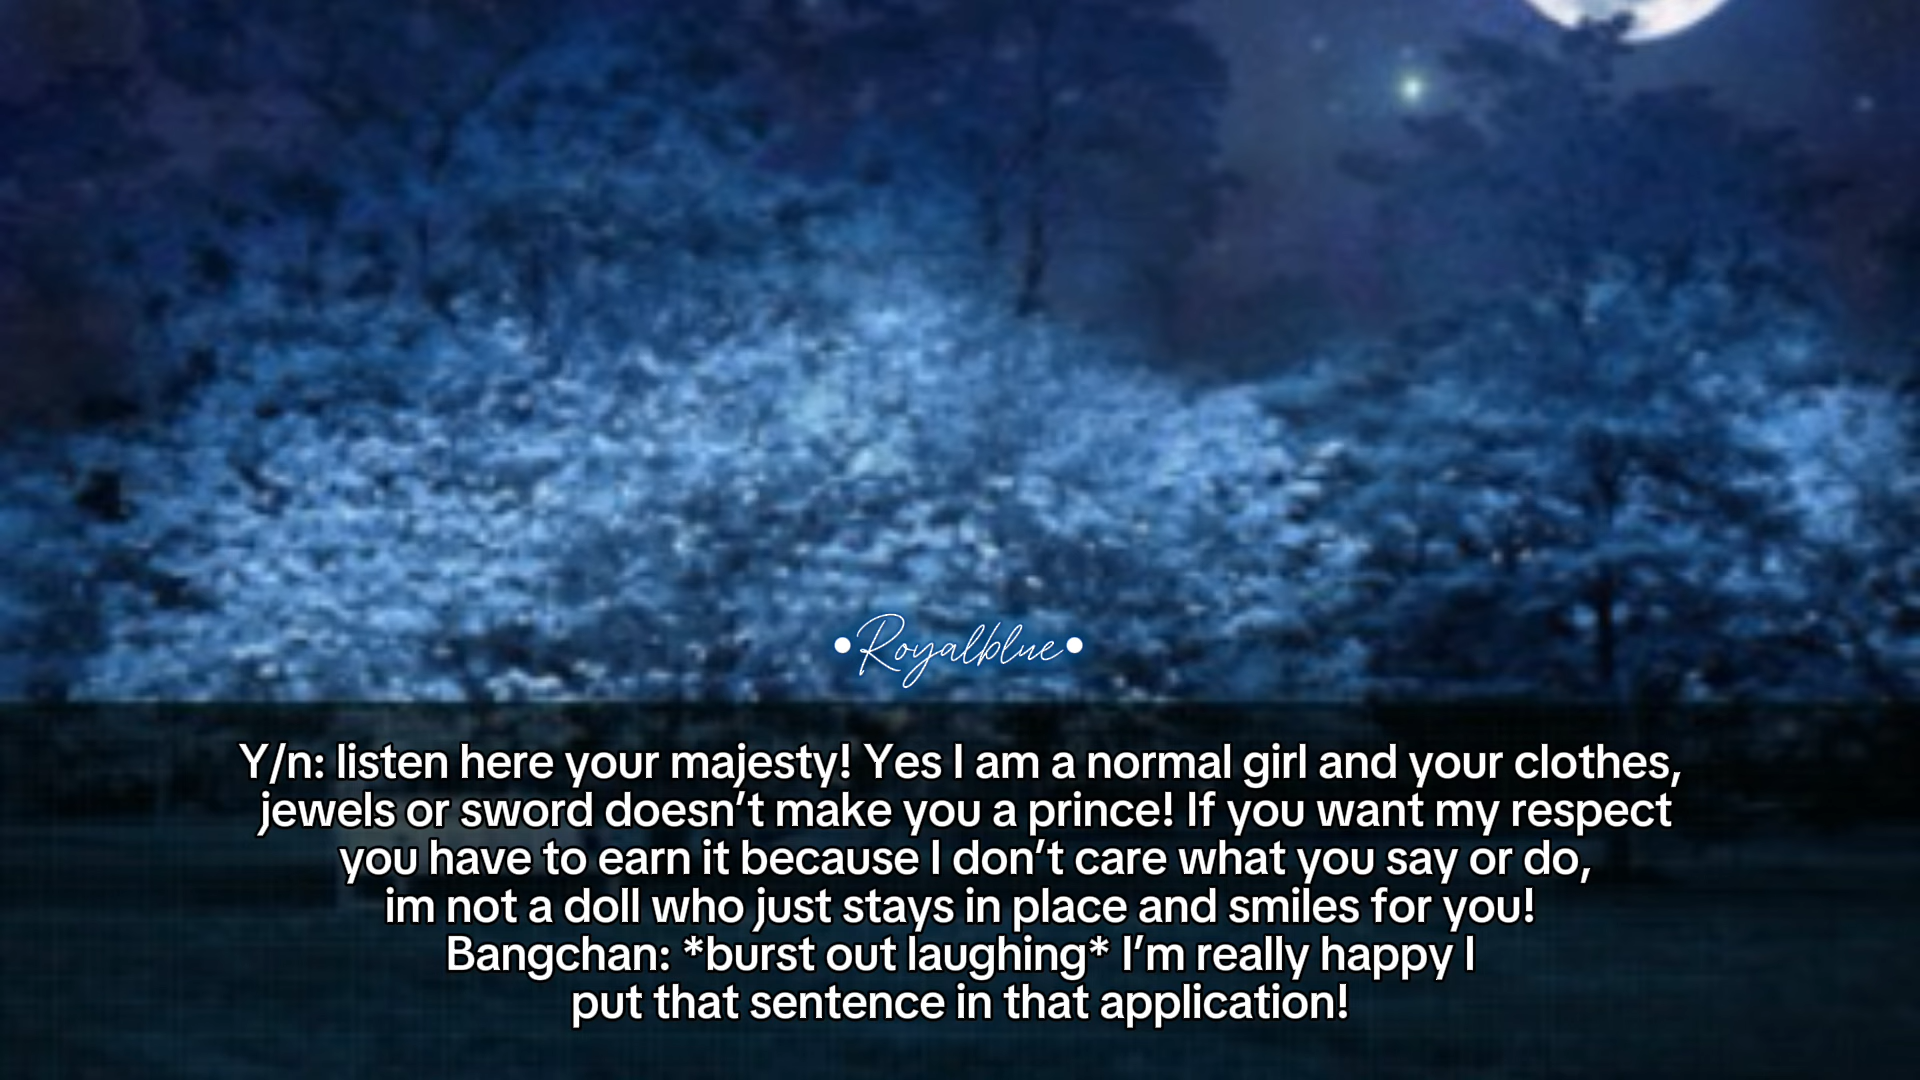 •Royalblue•
Y/n: listen here your majesty! Yes I am a normal girl and your clothes,
jewels or sword doesn’t make you a prince! If you want my respect
you have to earn it because I don’t care what you say or do,
im not a doll who just stays in place and smiles for you!
Bangchan: *burst out laughing* I’m really happy I
put that sentence in that application!